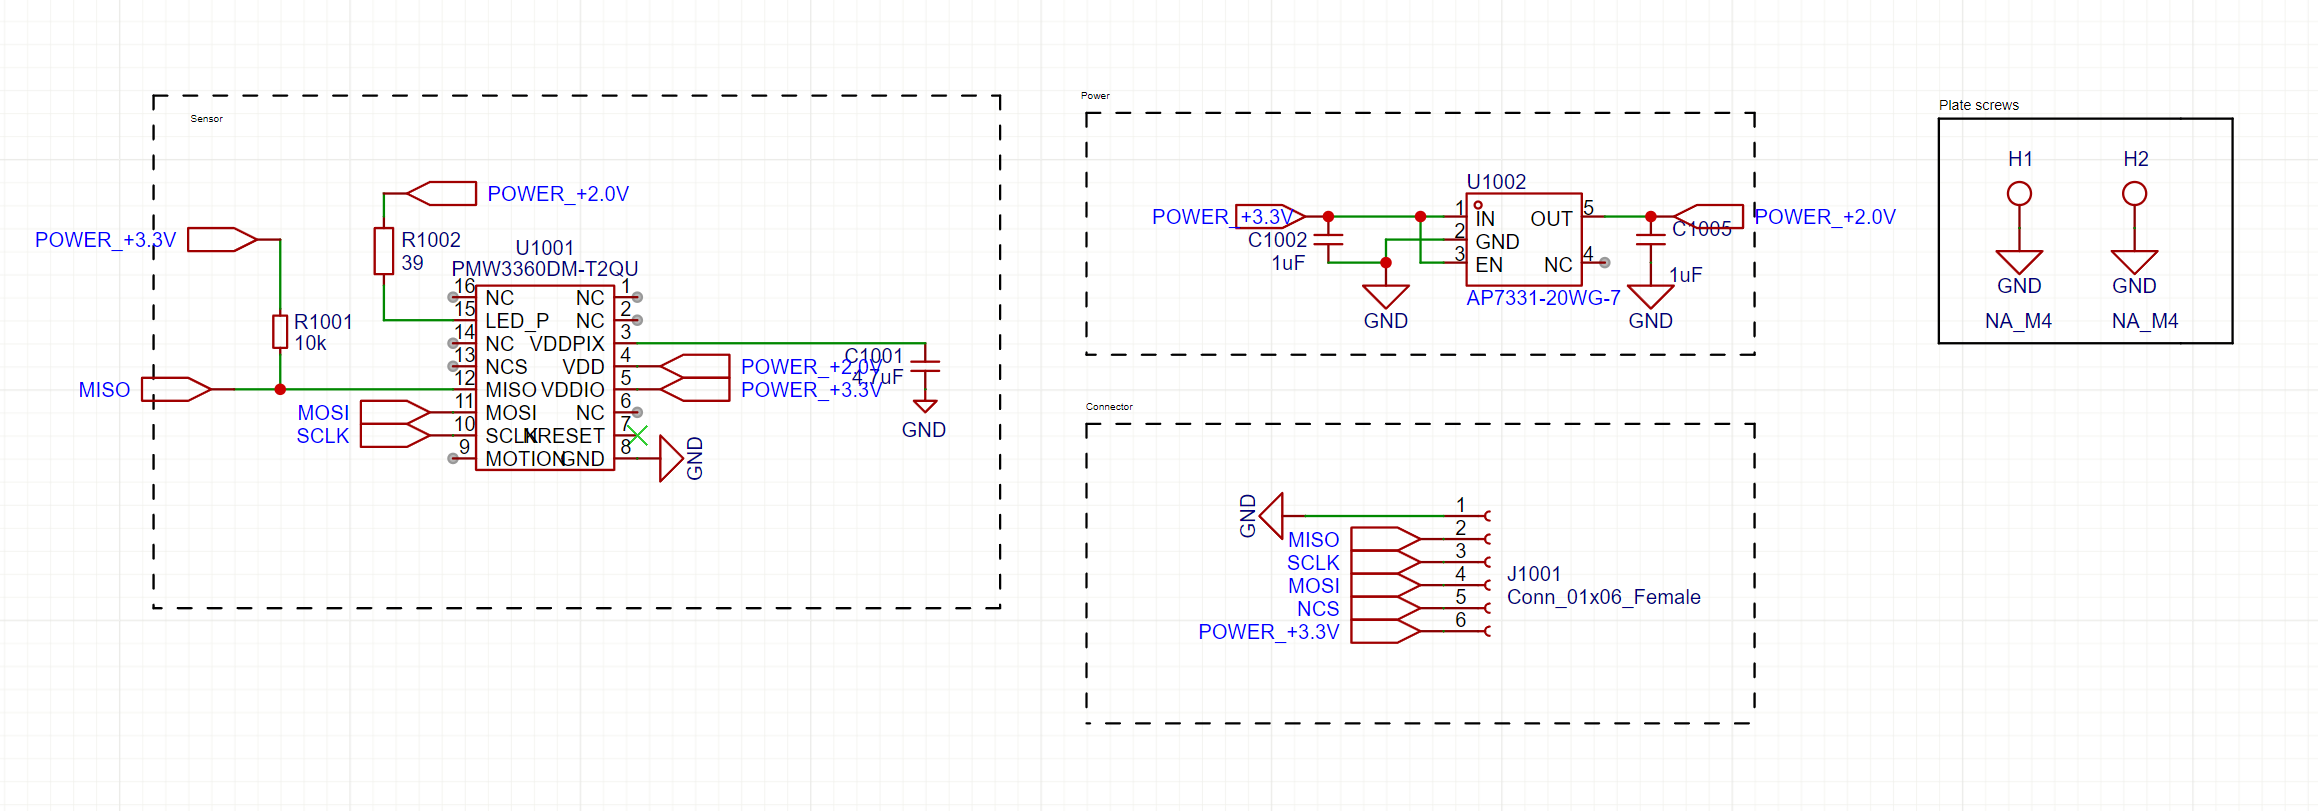 Sensor
POWER_+2.0V
POWER_+3.3V
R1002
39
U1001
PMW3360DM-T2QU
R1001
10k
MISO
MOSI
SCLK
16
15
14
13
12
11
10
9
NC
LED_P
NC
NCS
MISO
MOSI
SCLK
MOTION
NC
NC
VDDPIX
VDD
VDDIO
NC
NRESET
GND
1
2
3
4
5
6
7
8
POWER_+2.0V
POWER_+3.3V
GND
C1001
4.7uF
GND
Power
POWER_+3.3V
C1002
1uF
GND
U1002
1
2
3
IN
GND
EN
OUT
NC
5
4
AP7331-20WG-7
POWER_+2.0V
C1005
1uF
GND
Connector
GND
MISO
SCLK
MOSI
NCS
POWER_+3.3V
1
2
3
4
5
6
J1001
Conn_01x06_Female
Plate screws
H1
H2
GND
GND
NA_M4
NA_M4